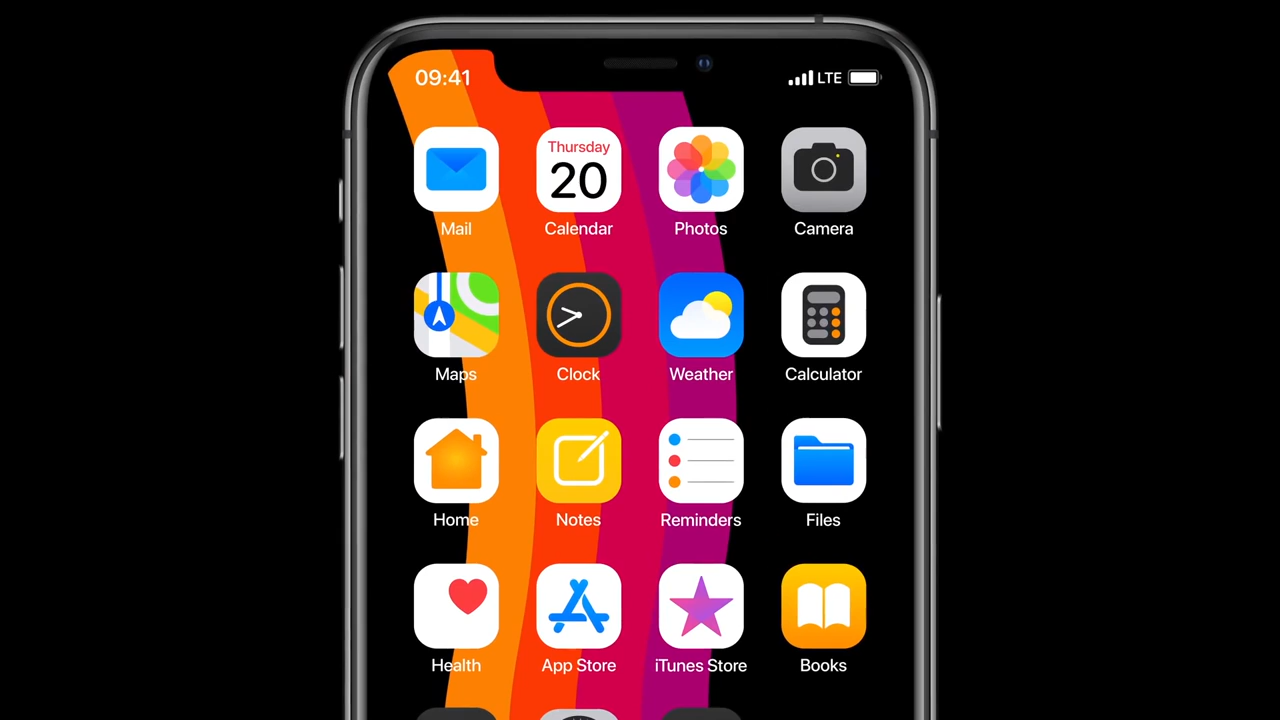 09:41 LTE
Thursday
20
Mail Calendar Photos Camera
Maps Clock Weather Calculator
Home Notes Reminders Files
Health App Store iTunes Store Books